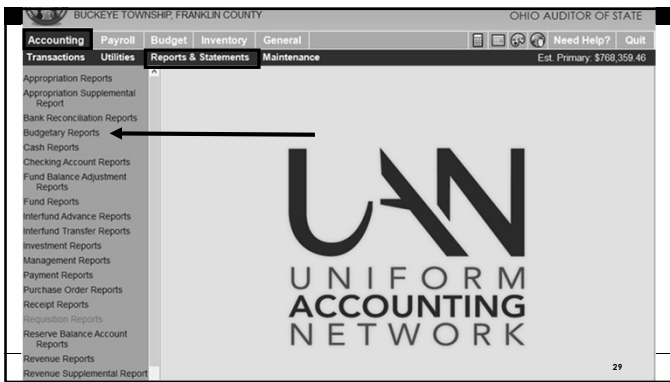 BUCKEYE TOWNSHIP, FRANKLIN COUNTY
OHIO AUDITOR OF STATE
Accounting Payroll Budget Inventory General Need Help? Quit
Transactions Utilities Reports & Statements Maintenance Est. Primary: $768,359.46
Appropriation Reports
Appropriation Supplemental
Report
Bank Reconciliation Reports
Budgetary Reports
Cash Reports
Checking Account Reports
Fund Balance Adjustment
Reports
Fund Reports
Interfund Advance Reports
Interfund Transfer Reports
Investment Reports
Management Reports
Payment Reports
Purchase Order Reports
Receipt Reports
Requisition Reports
Reserve Balance Account
Reports
Revenue Reports
Revenue Supplemental Report
UAN
UNIFORM
ACCOUNTING
NETWORK
29